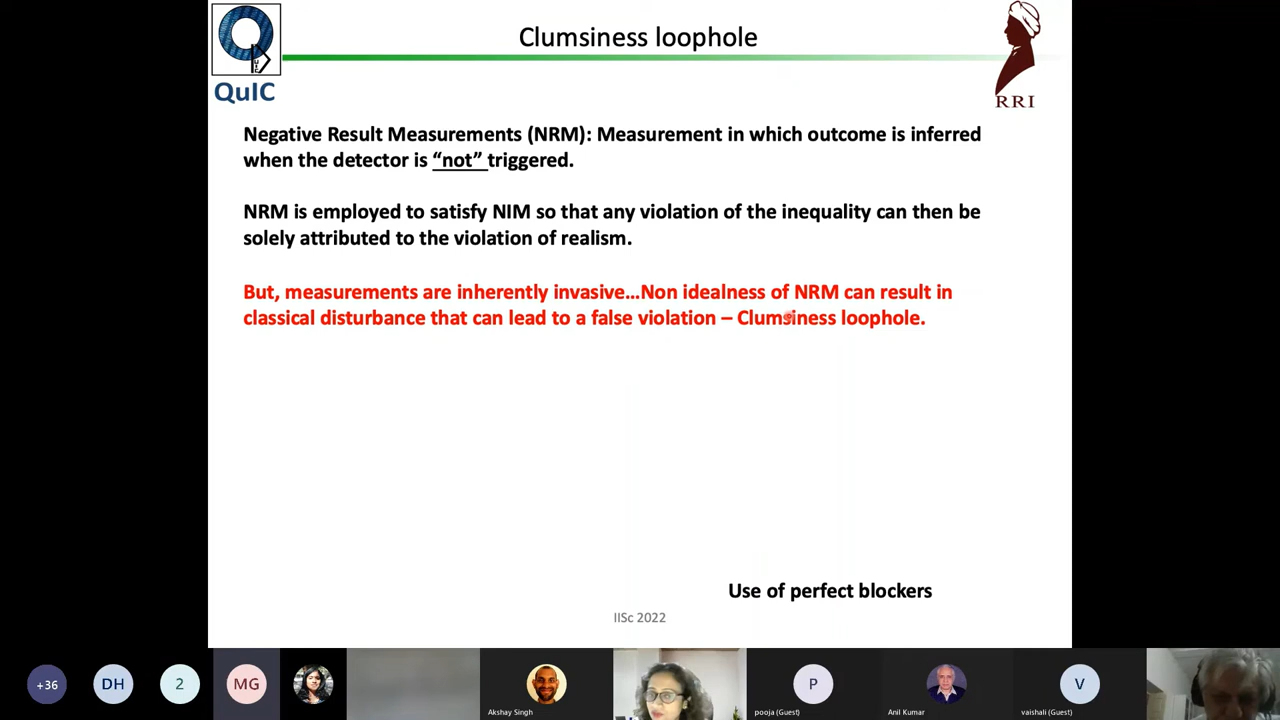 Clumsiness loophole
QuIC
RRI
Negative Result Measurements (NRM): Measurement in which outcome is inferred
when the detector is “not” triggered.
NRM is employed to satisfy NIM so that any violation of the inequality can then be
solely attributed to the violation of realism.
But, measurements are inherently invasive...Non idealness of NRM can result in
classical disturbance that can lead to a false violation – Clumsiness loophole.
Use of perfect blockers
IISc 2022
+36
DH
2
MG
Akshay Singh
P
pooja (Guest)
Anil Kumar
V
vaishali (Guest)